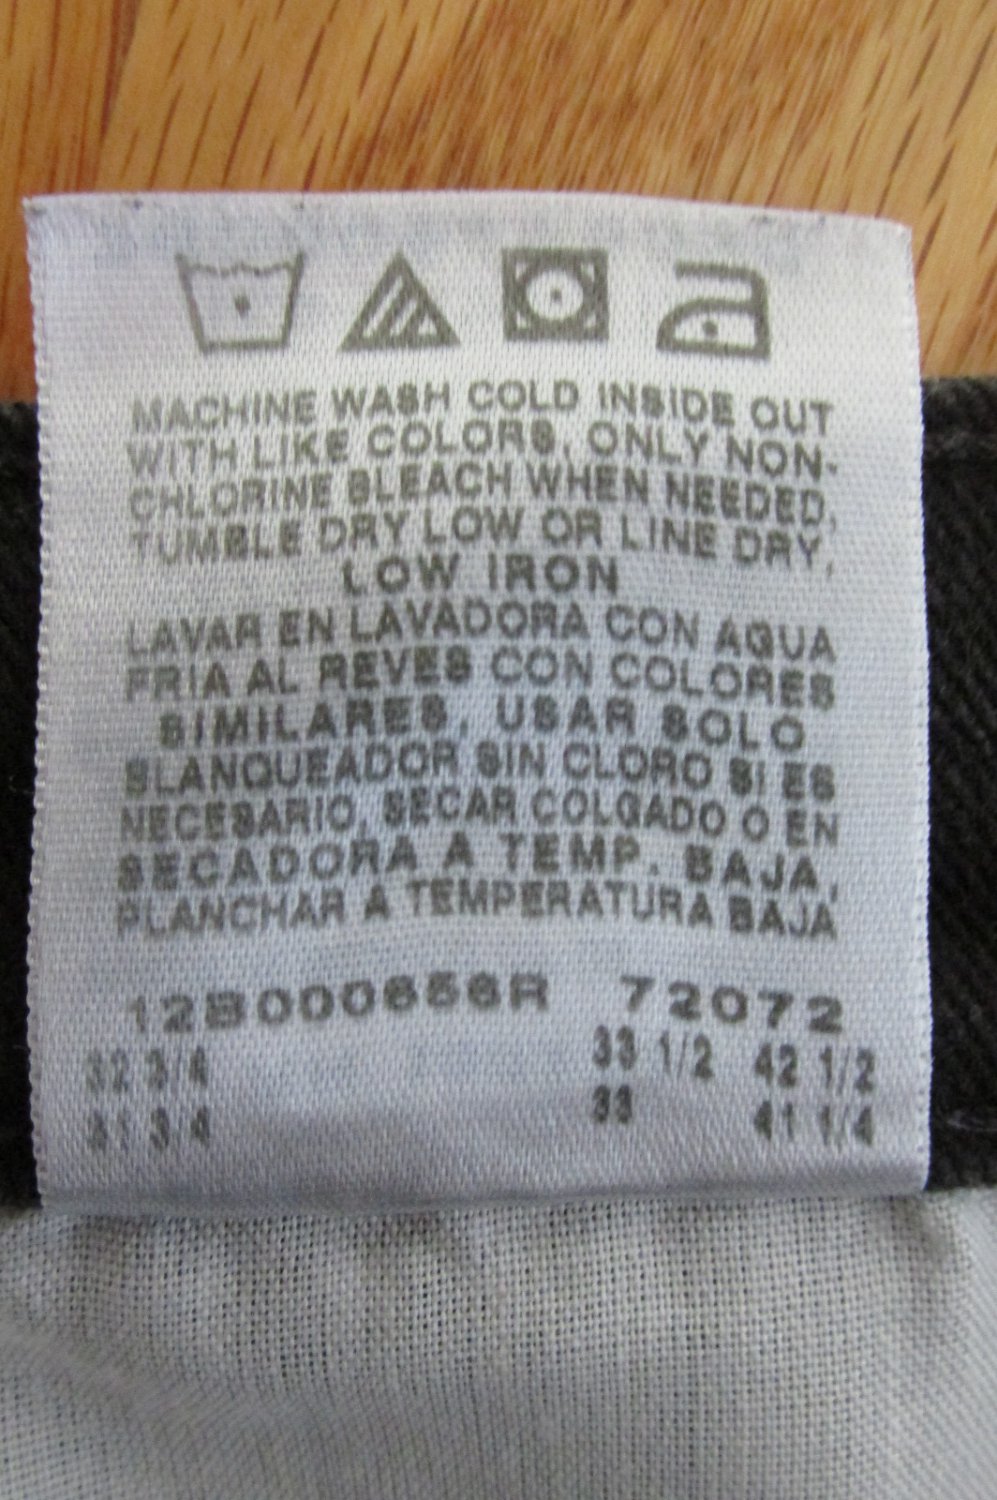 MACHINE WASH COLD INSIDE OUT
WITH LIKE COLORS, ONLY NON-
CHLORINE BLEACH WHEN NEEDED,
TUMBLE DRY LOW OR LINE DRY,
LOW IRON
LAVAR EN LAVADORA CON AGUA
FRIA AL REVES CON COLORES
SIMILARES, USAR SOLO
BLANQUEADOR SIN CLORO SI ES
NECESARIO, SECAR COLGADO O EN
SECADORA A TEMP. BAJA,
PLANCHAR A TEMPERATURA BAJA
72072
32 3/4 33 1/2 42 1/2
31 3/4 33 41 1/4